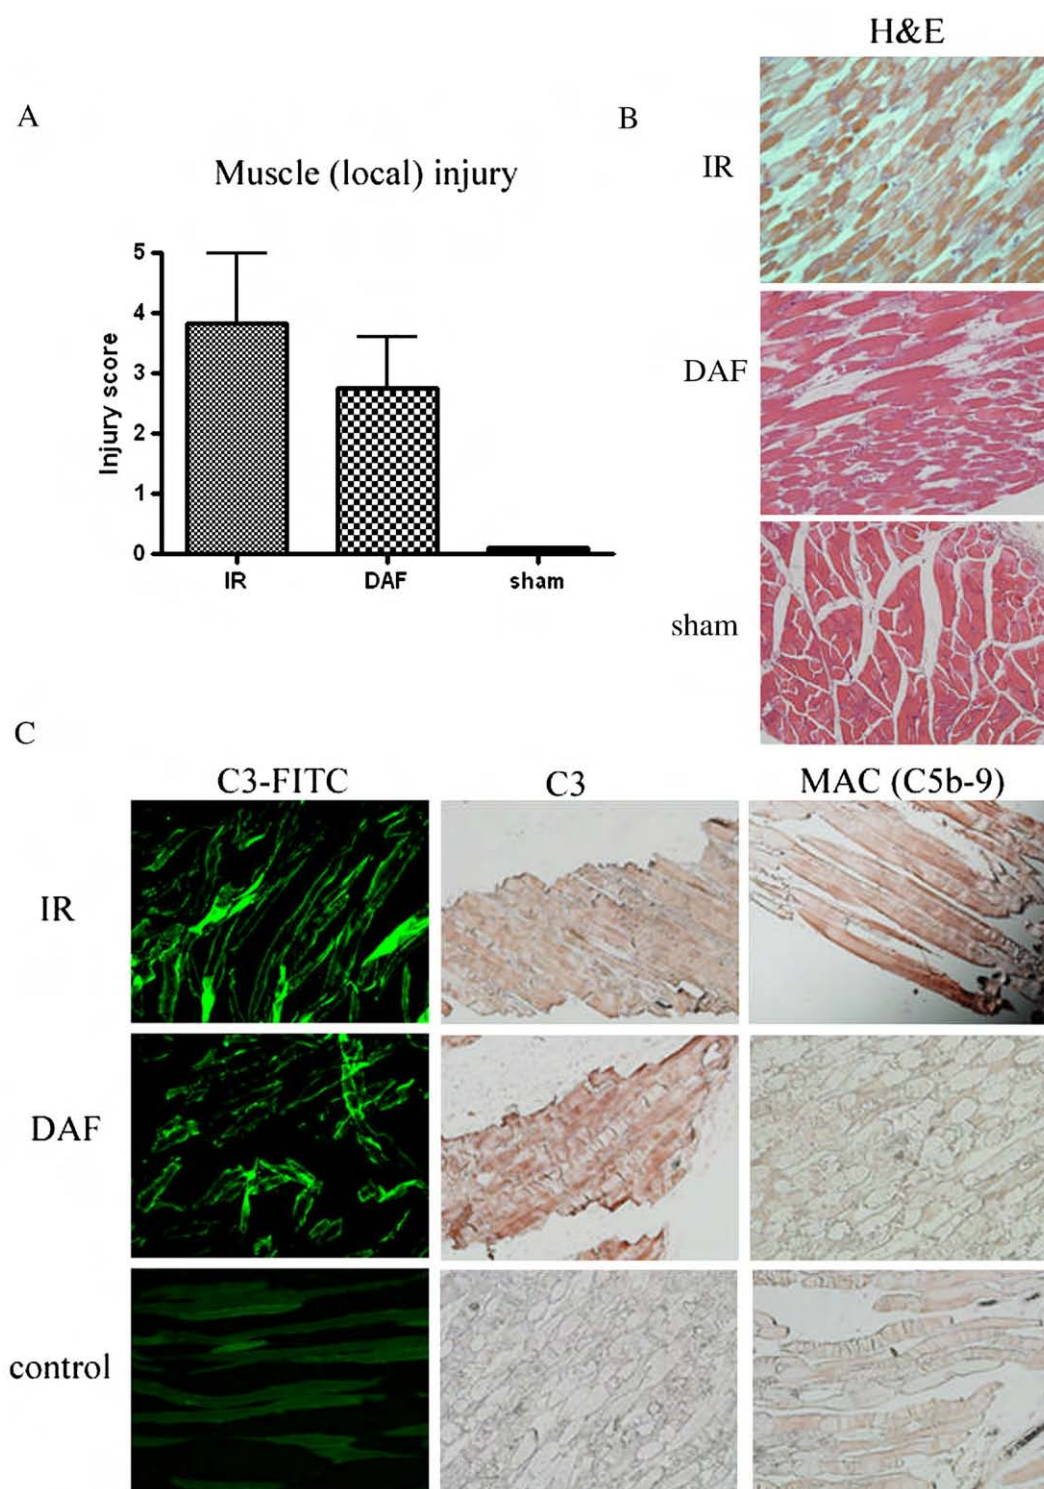 H&E
A
B
Muscle (local) injury
IR
DAF
sham
Injury score
5
4
3
2
1
0
IR
DAF
sham
C
C3-FITC
C3
MAC (C5b-9)
IR
DAF
control